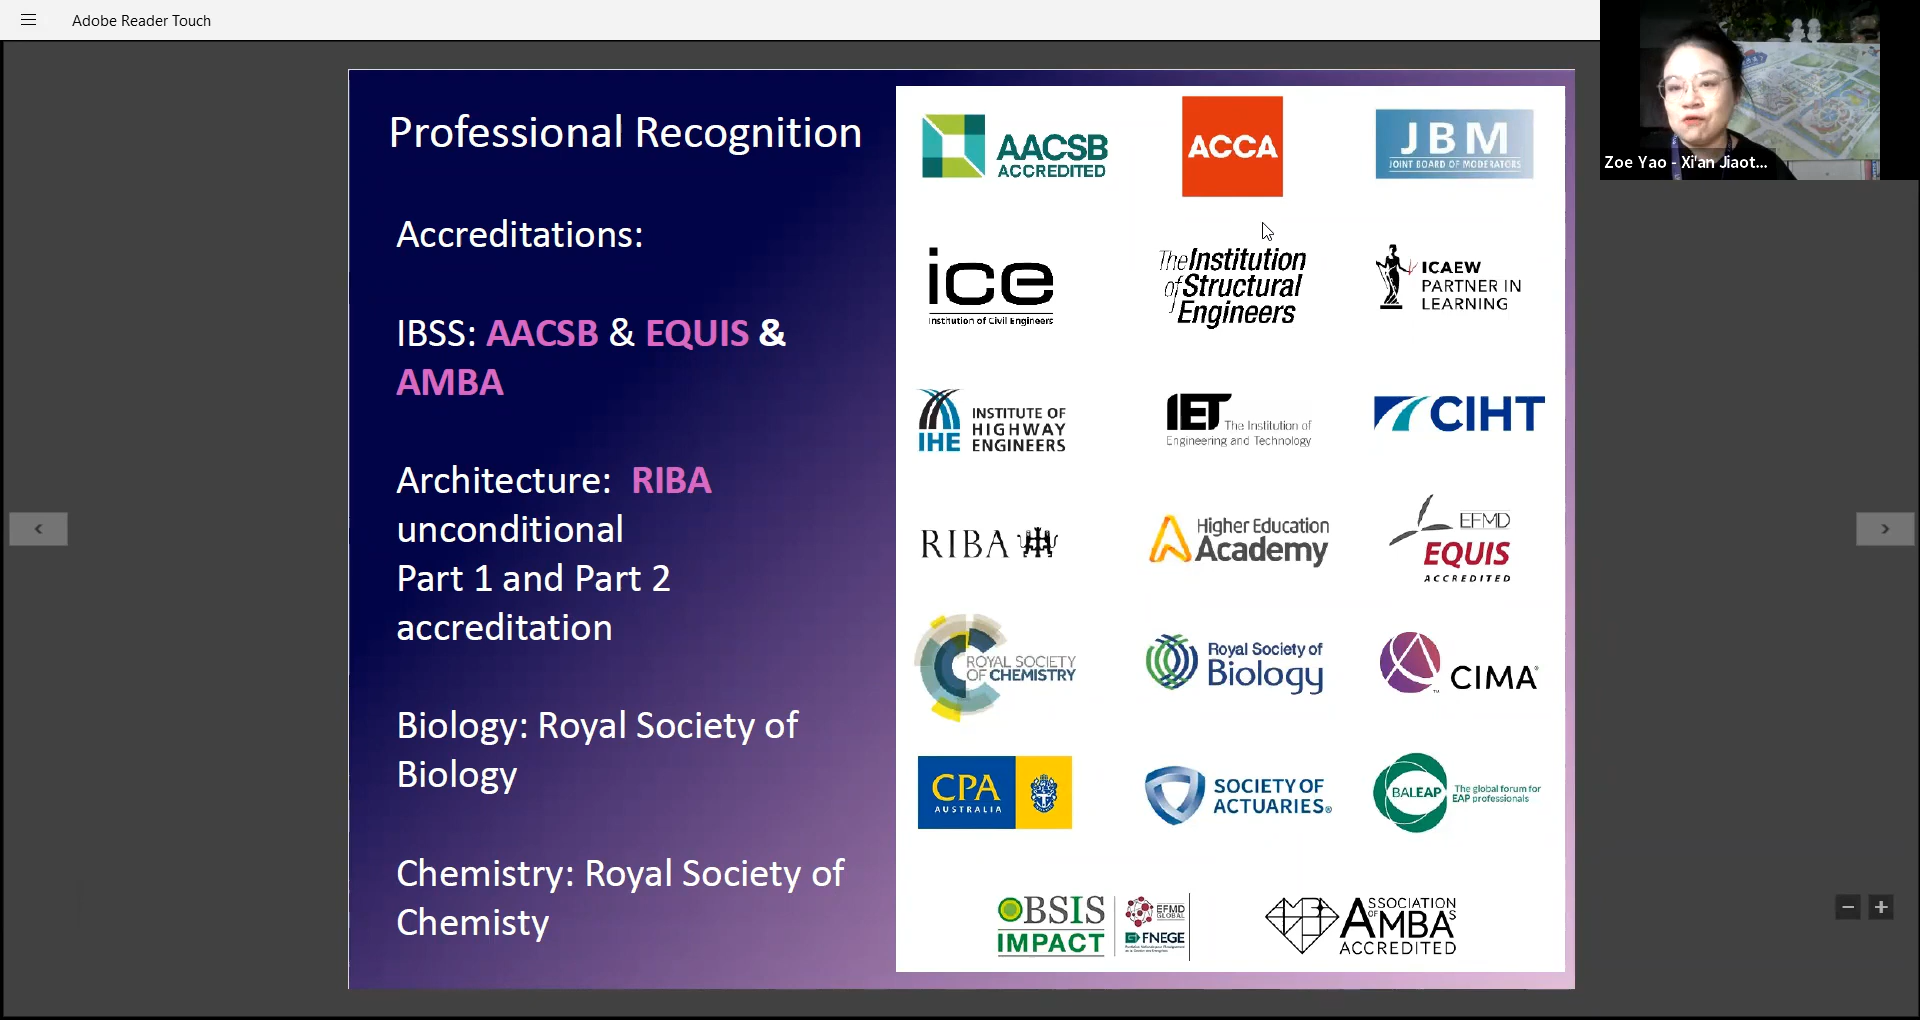 Adobe Reader Touch
Zoe Yao - Xi'an Jiaot...
Professional Recognition
Accreditations:
IBSS: AACSB & EQUIS &
AMBA
Architecture: RIBA
unconditional
Part 1 and Part 2
accreditation
Biology: Royal Society of
Biology
Chemistry: Royal Society of
Chemisty
AACSB
ACCREDITED
ACCA
JBM
JOINT BOARD OF MODERATORS
ice
Institution of Civil Engineers
The Institution
of Structural
Engineers
ICAEW
PARTNER IN
LEARNING
IHE
INSTITUTE OF
HIGHWAY
ENGINEERS
IET The Institution of
Engineering and Technology
CIHT
RIBA
Higher Education
Academy
EFMD
EQUIS
ACCREDITED
ROYAL SOCIETY
OF CHEMISTRY
Royal Society of
Biology
CIMA
CPA
AUSTRALIA
SOCIETY OF
ACTUARIES®
BALEAP
The global forum for
EAP professionals
BSIS
IMPACT
EFMD
GLOBAL
FNEGE
ASSOCIATION
OF AMBAS
ACCREDITED